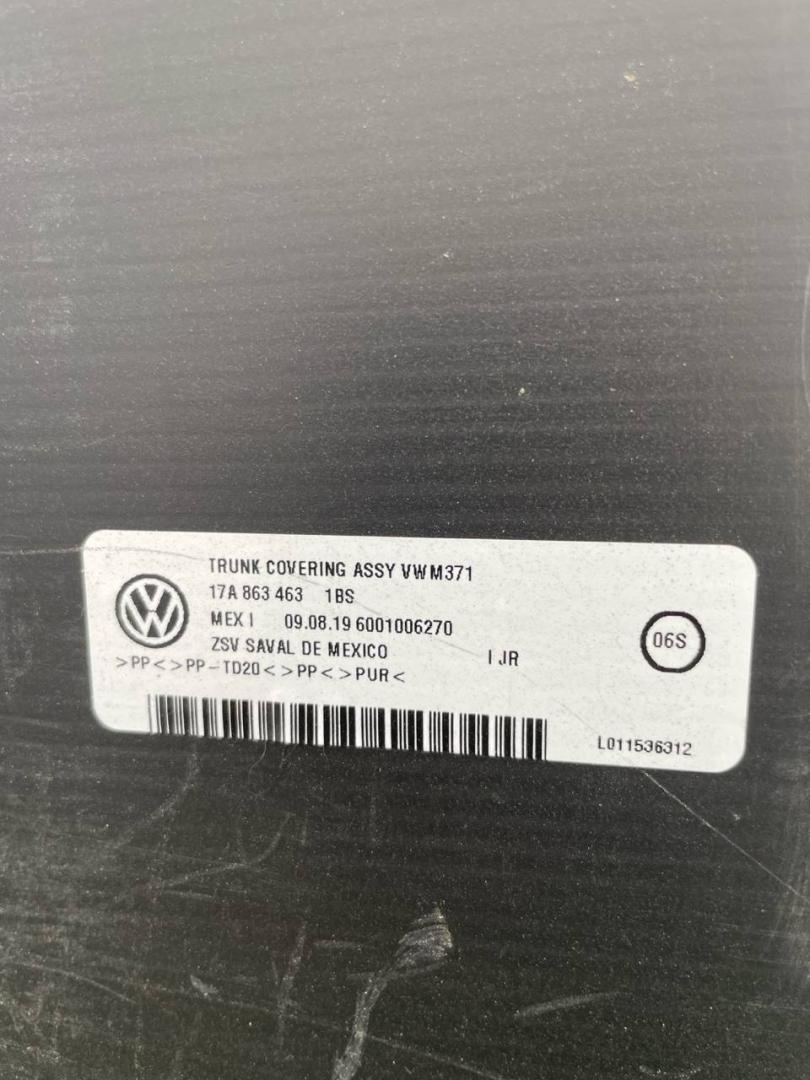 TRUNK COVERING ASSY VWM371
17A 863 463 1BS
MEX I 09.08.19 6001006270
ZSV SAVAL DE MEXICO
I JR
>PP<>PP-TD20<>PP<>PUR<
06S
L011536312